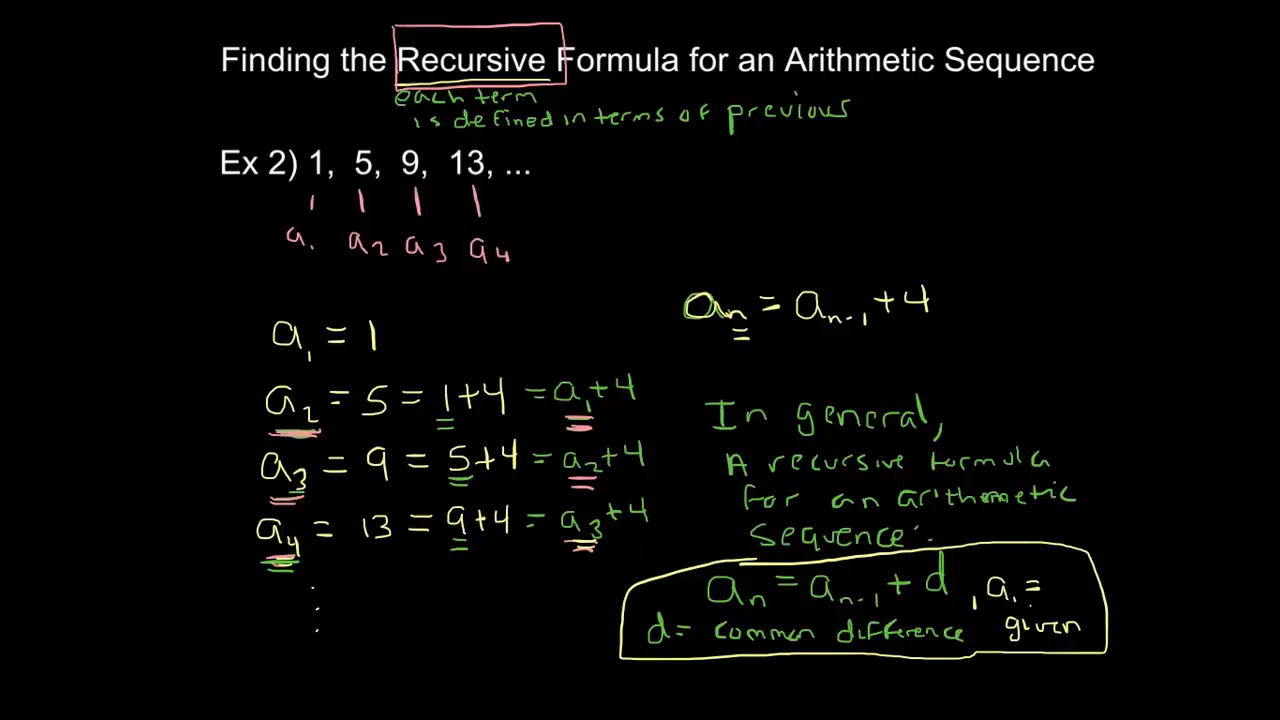 Finding the Recursive Formula for an Arithmetic Sequence
each term
is defined in terms of previous
Ex 2) 1, 5, 9, 13, ...
a₁ a₂ a₃ a₄
aₙ = aₙ₋₁ + 4
a₁ = 1
a₂ = 5 = 1+4 = a₁+4
a₃ = 9 = 5+4 = a₂+4
a₄ = 13 = 9+4 = a₃+4
⋮
In general,
A recursive formula
for an arithmetic
sequence:
aₙ = aₙ₋₁ + d , a₁ =
d = common difference given